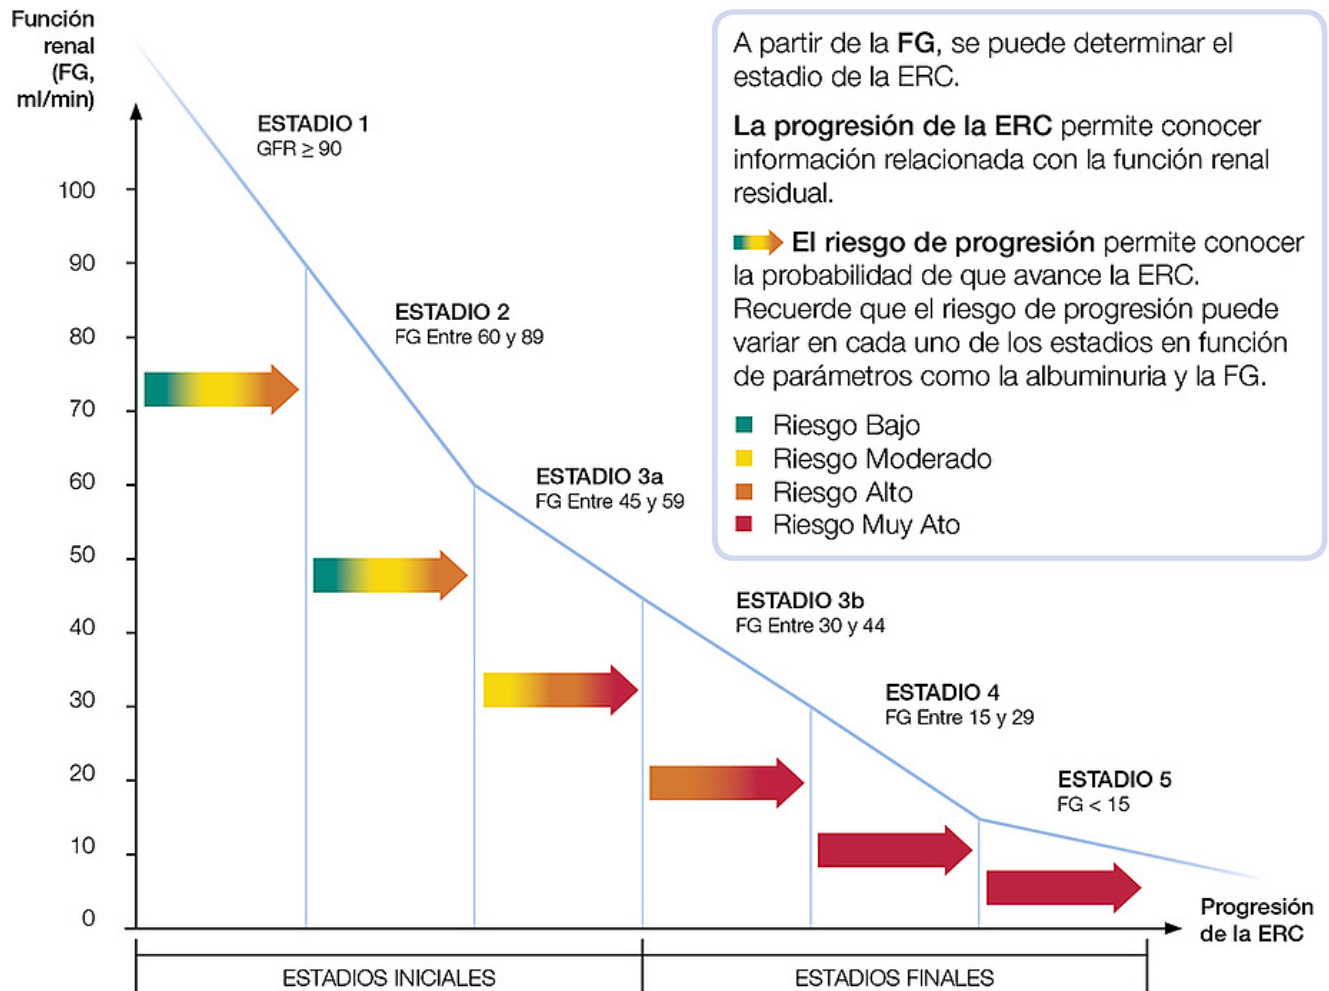 Función
renal
(FG,
ml/min)
ESTADIO 1
GFR ≥ 90
ESTADIO 2
FG Entre 60 y 89
ESTADIO 3a
FG Entre 45 y 59
ESTADIO 3b
FG Entre 30 y 44
ESTADIO 4
FG Entre 15 y 29
ESTADIO 5
FG < 15
100
90
80
70
60
50
40
30
20
10
0
Progresión
de la ERC
ESTADIOS INICIALES
ESTADIOS FINALES
A partir de la FG, se puede determinar el
estadio de la ERC.
La progresión de la ERC permite conocer
información relacionada con la función renal
residual.
El riesgo de progresión permite conocer
la probabilidad de que avance la ERC.
Recuerde que el riesgo de progresión puede
variar en cada uno de los estadios en función
de parámetros como la albuminuria y la FG.
Riesgo Bajo
Riesgo Moderado
Riesgo Alto
Riesgo Muy Ato